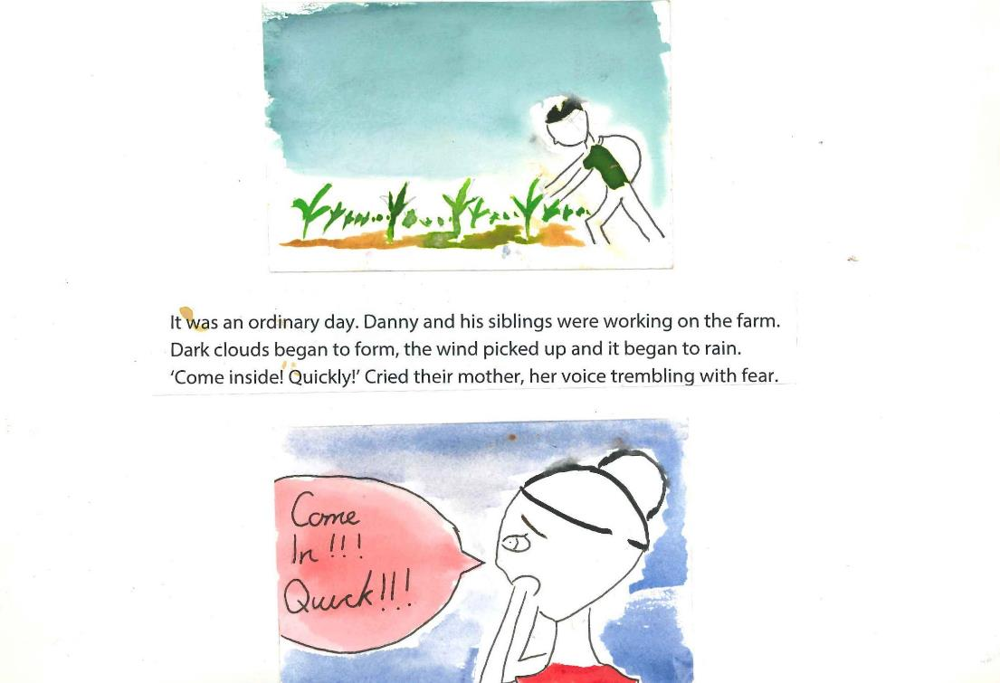 It was an ordinary day. Danny and his siblings were working on the farm.
Dark clouds began to form, the wind picked up and it began to rain.
‘Come inside! Quickly!’ Cried their mother, her voice trembling with fear.
Come
In!!!
Quick!!!